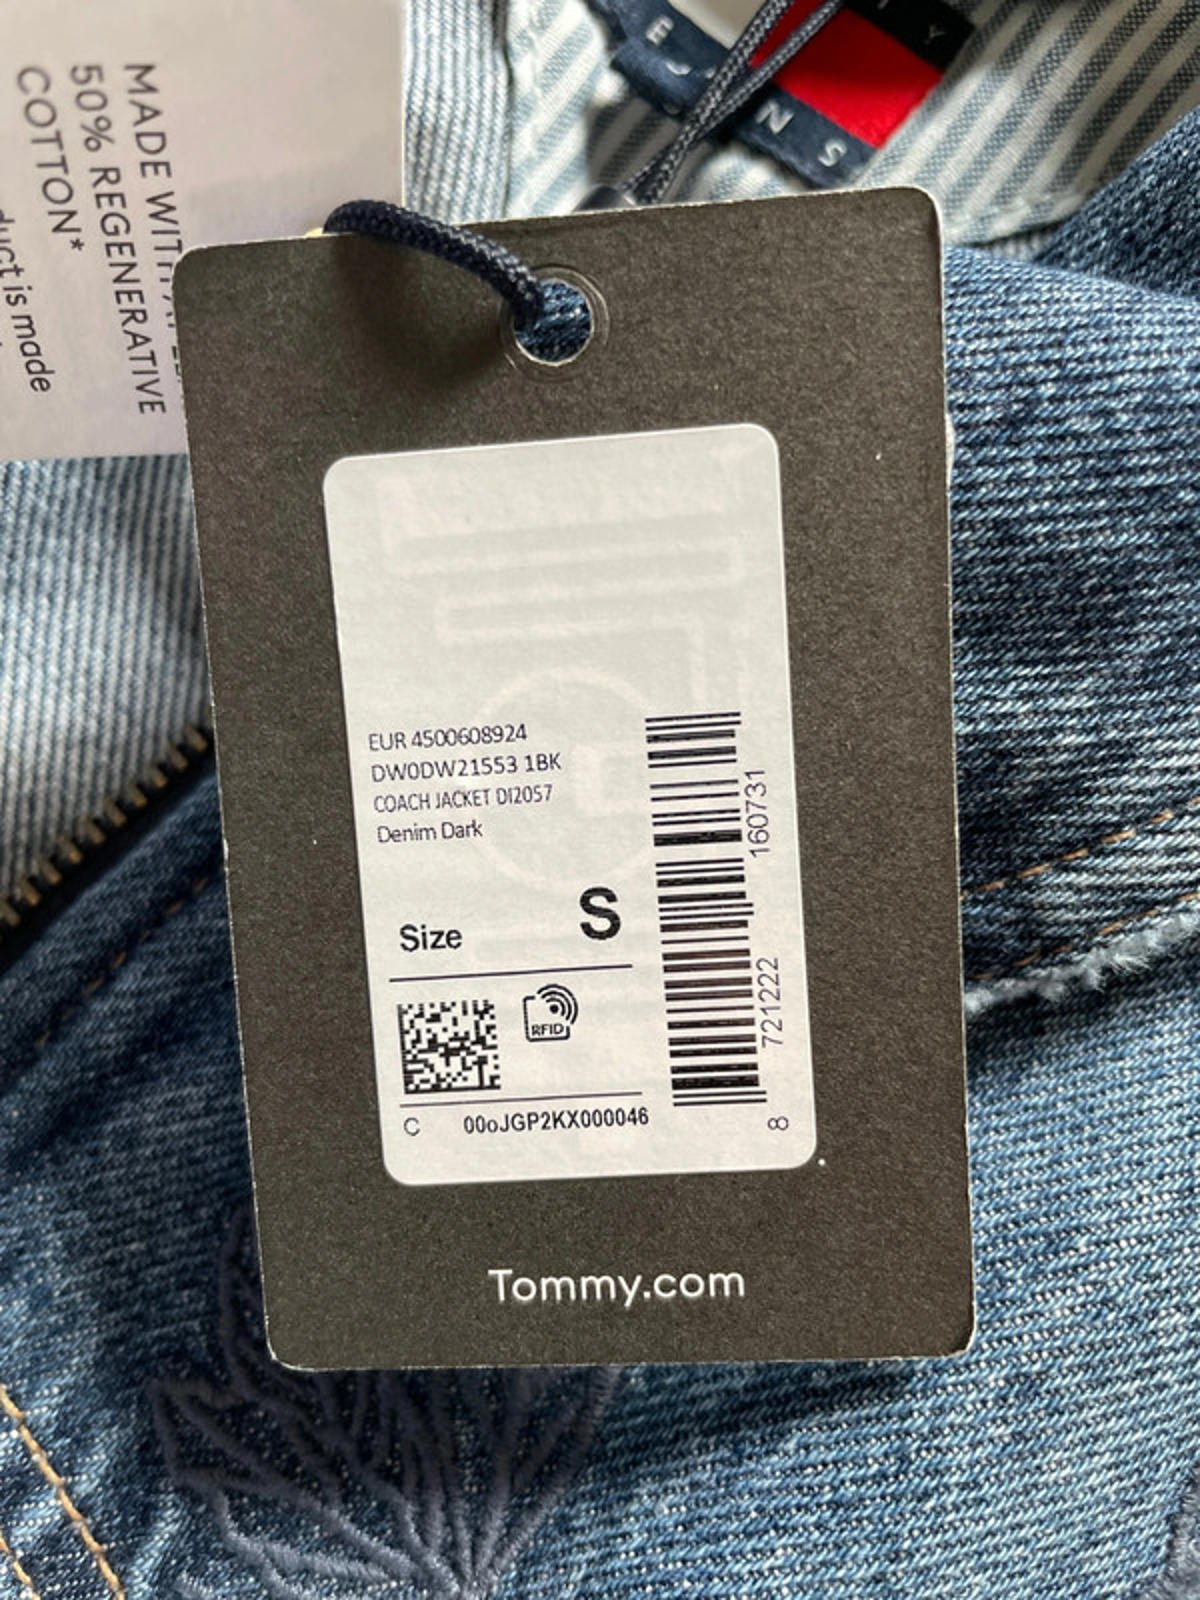 MADE WITH
50% REGENERATIVE
COTTON*
duct is made
E
J
N S
Y
EUR 4500608924
DW0DW21553 1BK
COACH JACKET DI2057
Denim Dark
Size S
RFID
C 00oJGP2KX000046
8 721222 160731
Tommy.com